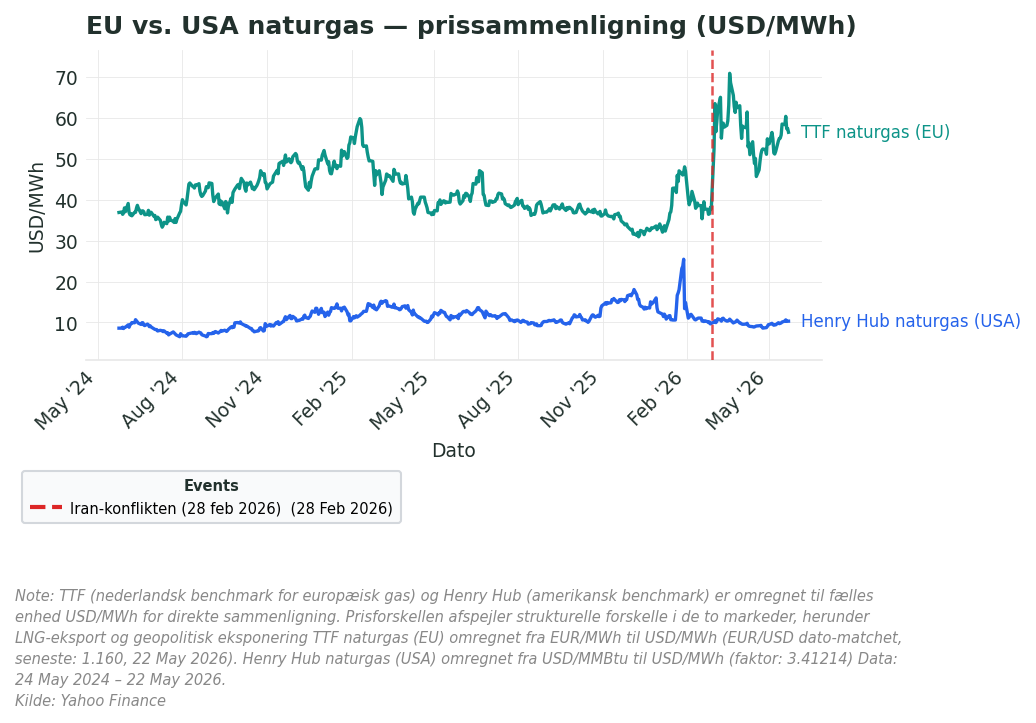 EU vs. USA naturgas — prissammenligning (USD/MWh)
USD/MWh
70
60
50
40
30
20
10
TTF naturgas (EU)
Henry Hub naturgas (USA)
May '24
Aug '24
Nov '24
Feb '25
May '25
Aug '25
Nov '25
Feb '26
May '26
Dato
Events
Iran-konflikten (28 feb 2026)  (28 Feb 2026)
Note: TTF (nederlandsk benchmark for europæisk gas) og Henry Hub (amerikansk benchmark) er omregnet til fælles
enhed USD/MWh for direkte sammenligning. Prisforskellen afspejler strukturelle forskelle i de to markeder, herunder
LNG-eksport og geopolitisk eksponering TTF naturgas (EU) omregnet fra EUR/MWh til USD/MWh (EUR/USD dato-matchet,
seneste: 1.160, 22 May 2026). Henry Hub naturgas (USA) omregnet fra USD/MMBtu til USD/MWh (faktor: 3.41214) Data:
24 May 2024 – 22 May 2026.
Kilde: Yahoo Finance